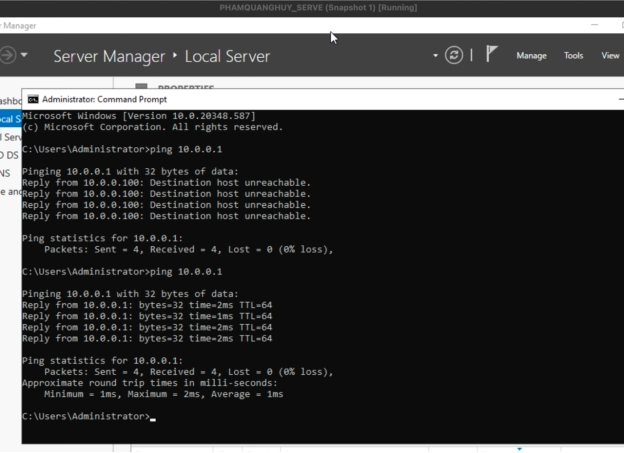 PHAMQUANGHUY_SERVE (Snapshot 1) [Running]
r Manager
Server Manager ‣ Local Server
Manage Tools View
PROPERTIES
Administrator: Command Prompt
Microsoft Windows [Version 10.0.20348.587]
(c) Microsoft Corporation. All rights reserved.
C:\Users\Administrator>ping 10.0.0.1
Pinging 10.0.0.1 with 32 bytes of data:
Reply from 10.0.0.100: Destination host unreachable.
Reply from 10.0.0.100: Destination host unreachable.
Reply from 10.0.0.100: Destination host unreachable.
Reply from 10.0.0.100: Destination host unreachable.
Ping statistics for 10.0.0.1:
Packets: Sent = 4, Received = 4, Lost = 0 (0% loss),
C:\Users\Administrator>ping 10.0.0.1
Pinging 10.0.0.1 with 32 bytes of data:
Reply from 10.0.0.1: bytes=32 time=2ms TTL=64
Reply from 10.0.0.1: bytes=32 time=1ms TTL=64
Reply from 10.0.0.1: bytes=32 time=2ms TTL=64
Reply from 10.0.0.1: bytes=32 time=2ms TTL=64
Ping statistics for 10.0.0.1:
Packets: Sent = 4, Received = 4, Lost = 0 (0% loss),
Approximate round trip times in milli-seconds:
Minimum = 1ms, Maximum = 2ms, Average = 1ms
C:\Users\Administrator>